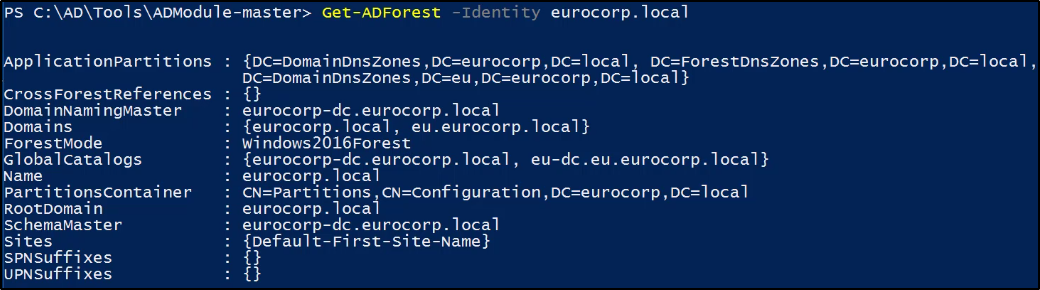 PS C:\AD\Tools\ADModule-master> Get-ADForest -Identity eurocorp.local
ApplicationPartitions : {DC=DomainDnsZones,DC=eurocorp,DC=local, DC=ForestDnsZones,DC=eurocorp,DC=local,
DC=DomainDnsZones,DC=eu,DC=eurocorp,DC=local}
CrossForestReferences : {}
DomainNamingMaster : eurocorp-dc.eurocorp.local
Domains : {eurocorp.local, eu.eurocorp.local}
ForestMode : Windows2016Forest
GlobalCatalogs : {eurocorp-dc.eurocorp.local, eu-dc.eu.eurocorp.local}
Name : eurocorp.local
PartitionsContainer : CN=Partitions,CN=Configuration,DC=eurocorp,DC=local
RootDomain : eurocorp.local
SchemaMaster : eurocorp-dc.eurocorp.local
Sites : {Default-First-Site-Name}
SPNSuffixes : {}
UPNSuffixes : {}